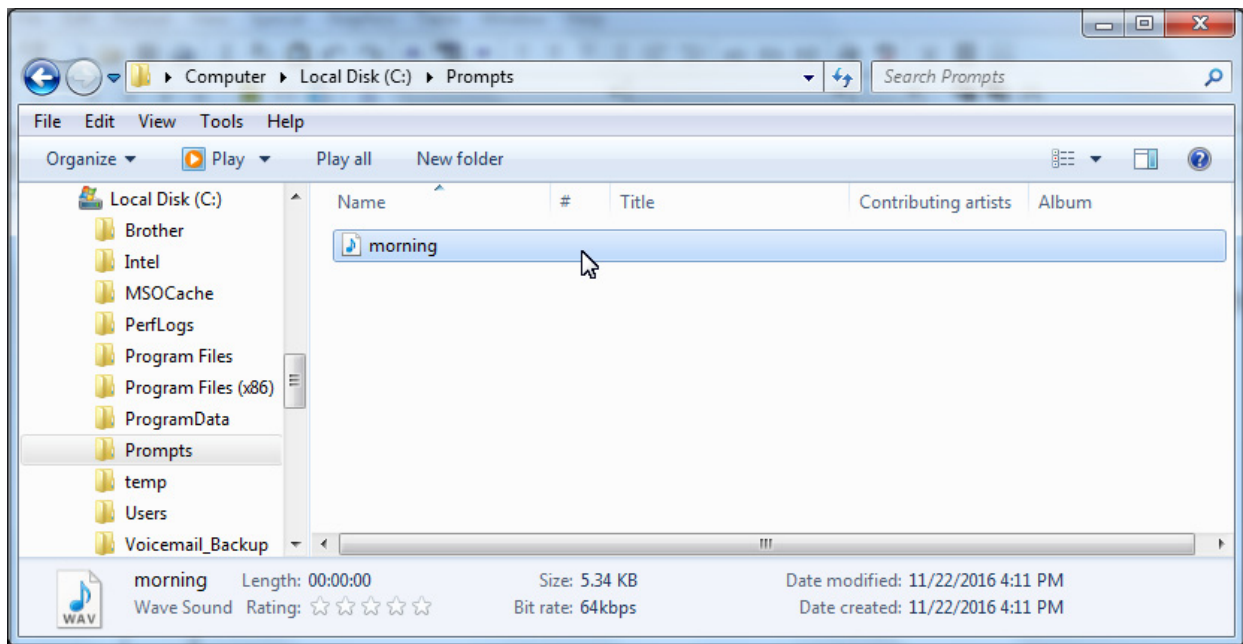 Computer Local Disk (C:) Prompts Search Prompts
File Edit View Tools Help
Organize Play Play all New folder
Local Disk (C:)
Brother
Intel
MSOCache
PerfLogs
Program Files
Program Files (x86)
ProgramData
Prompts
temp
Users
Voicemail_Backup
Name # Title Contributing artists Album
morning
morning Length: 00:00:00 Size: 5.34 KB Date modified: 11/22/2016 4:11 PM
WAV Wave Sound Rating: Bit rate: 64kbps Date created: 11/22/2016 4:11 PM